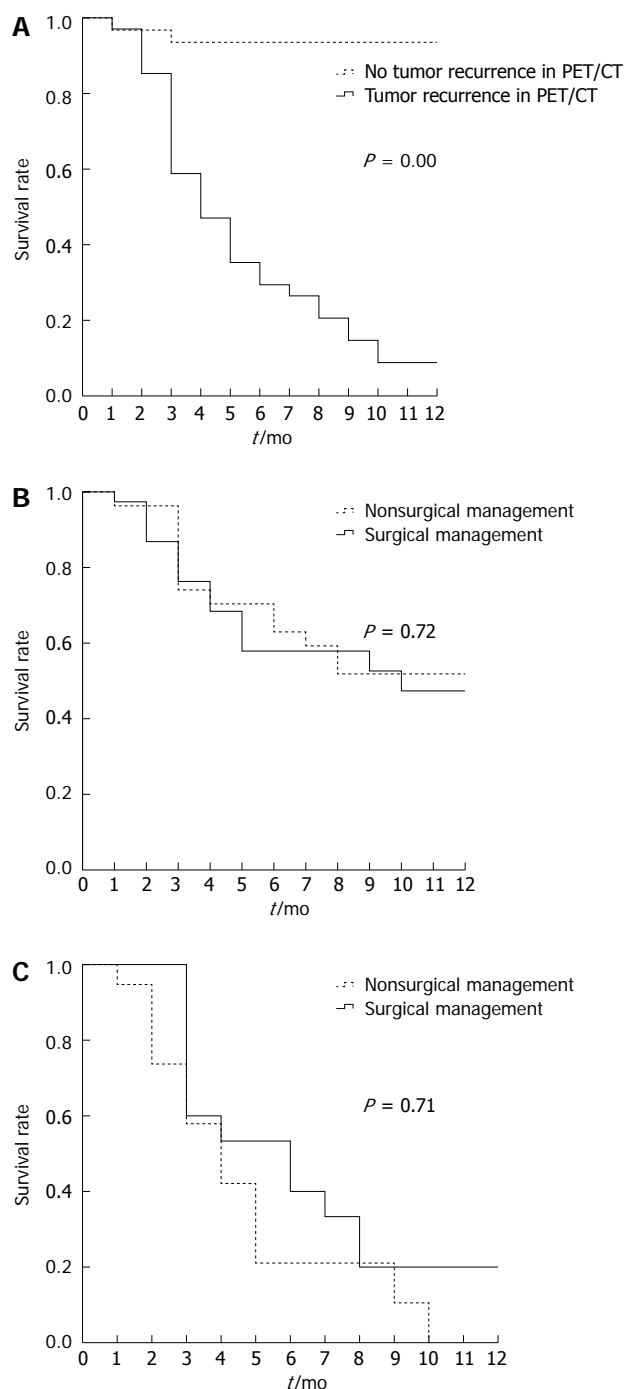 A
1.0
No tumor recurrence in PET/CT
0.8
Tumor recurrence in PET/CT
P = 0.00
0.6
Survival rate
0.4
0.2
0.0
0 1 2 3 4 5 6 7 8 9 10 11 12
t/mo
B
1.0
Nonsurgical management
Surgical management
0.8
P = 0.72
0.6
Survival rate
0.4
0.2
0.0
0 1 2 3 4 5 6 7 8 9 10 11 12
t/mo
C
1.0
Nonsurgical management
Surgical management
0.8
P = 0.71
0.6
Survival rate
0.4
0.2
0.0
0 1 2 3 4 5 6 7 8 9 10 11 12
t/mo